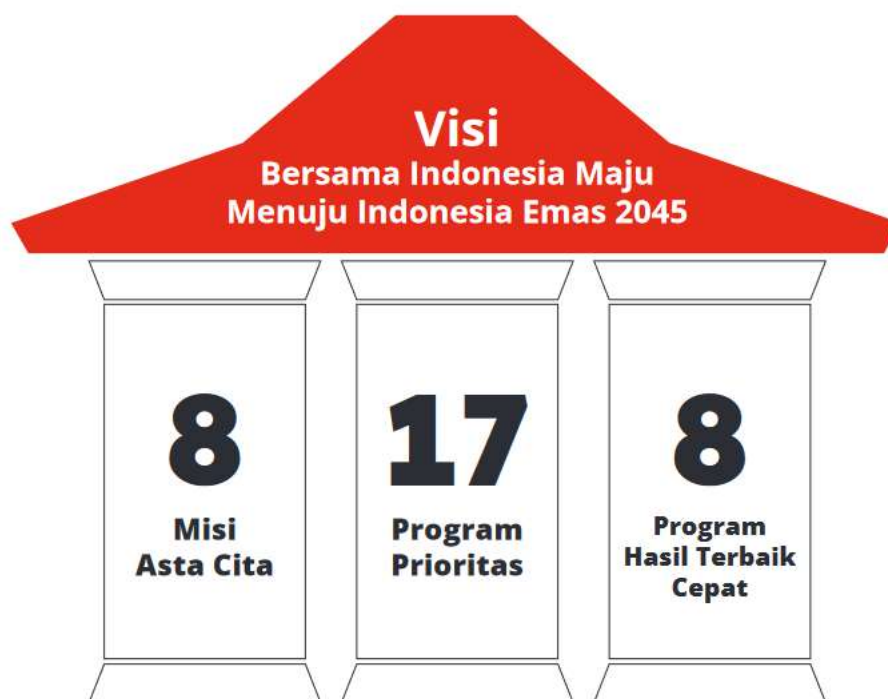 Visi
Bersama Indonesia Maju
Menuju Indonesia Emas 2045
8
Misi
Asta Cita
17
Program
Prioritas
8
Program
Hasil Terbaik
Cepat